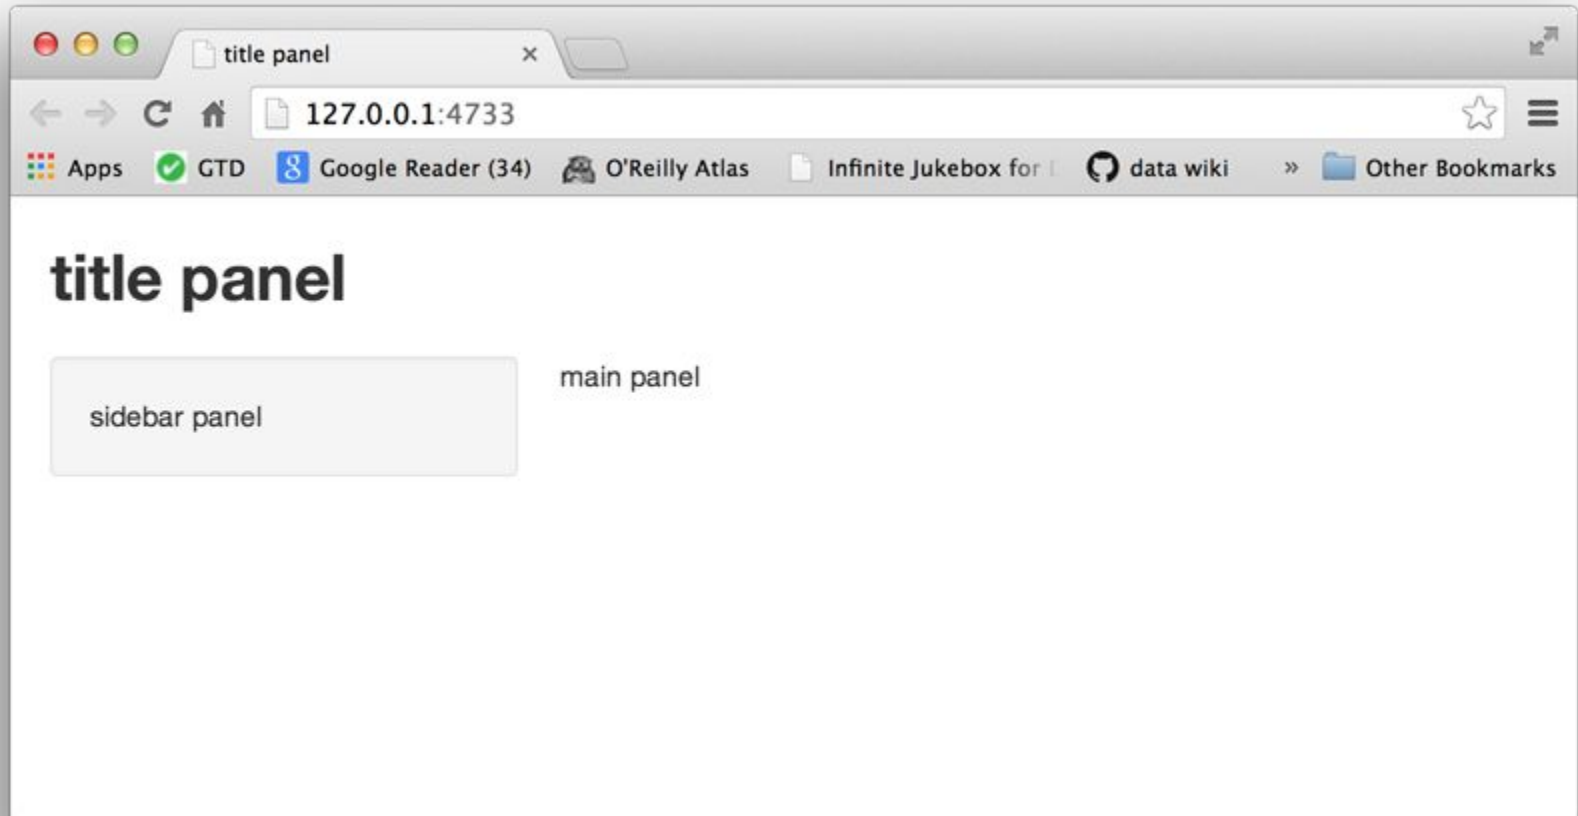 title panel
127.0.0.1:4733
Apps GTD Google Reader (34) O'Reilly Atlas Infinite Jukebox for data wiki » Other Bookmarks
title panel
main panel
sidebar panel